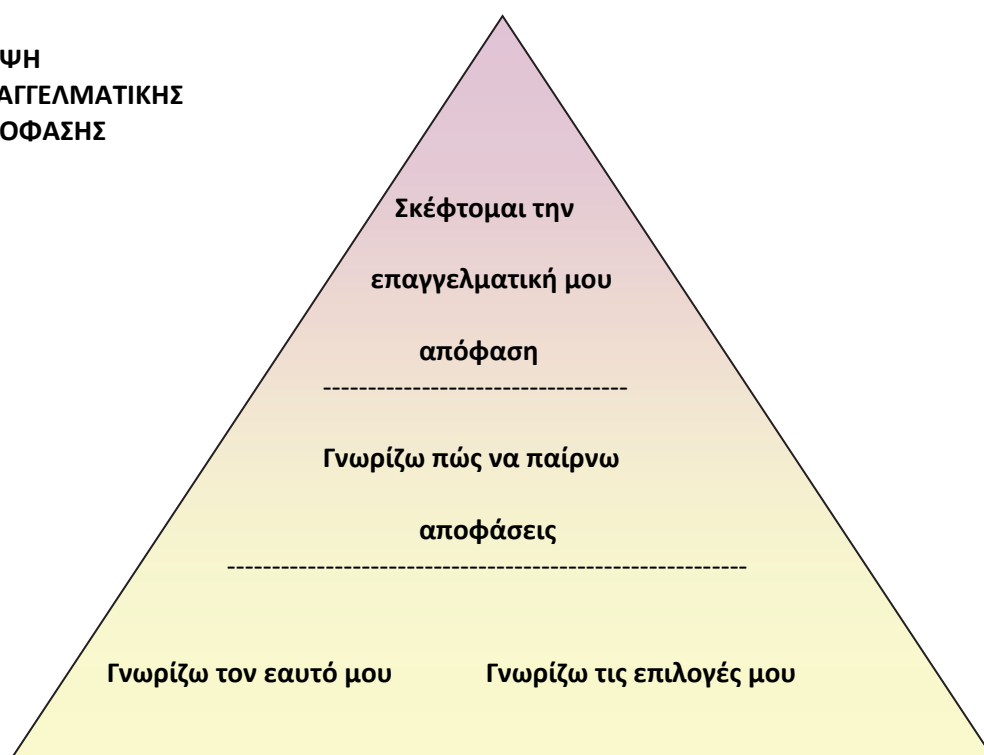 ΨΗ
ΑΓΓΕΛΜΑΤΙΚΗΣ
ΟΦΑΣΗΣ
Σκέφτομαι την
επαγγελματική μου
απόφαση
----------------------------------
Γνωρίζω πώς να παίρνω
αποφάσεις
----------------------------------------------------------
Γνωρίζω τον εαυτό μου Γνωρίζω τις επιλογές μου